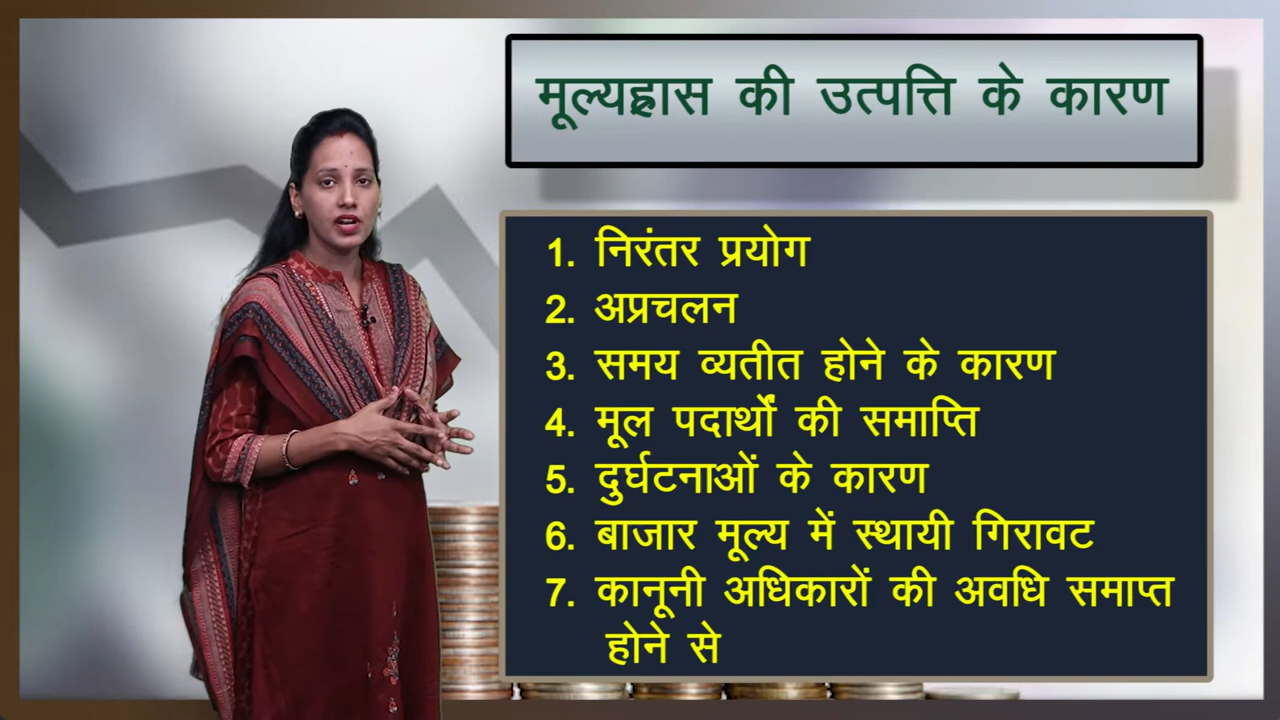 मूल्यह्रास की उत्पत्ति के कारण
1. निरंतर प्रयोग
2. अप्रचलन
3. समय व्यतीत होने के कारण
4. मूल पदार्थों की समाप्ति
5. दुर्घटनाओं के कारण
6. बाजार मूल्य में स्थायी गिरावट
7. कानूनी अधिकारों की अवधि समाप्त
होने से